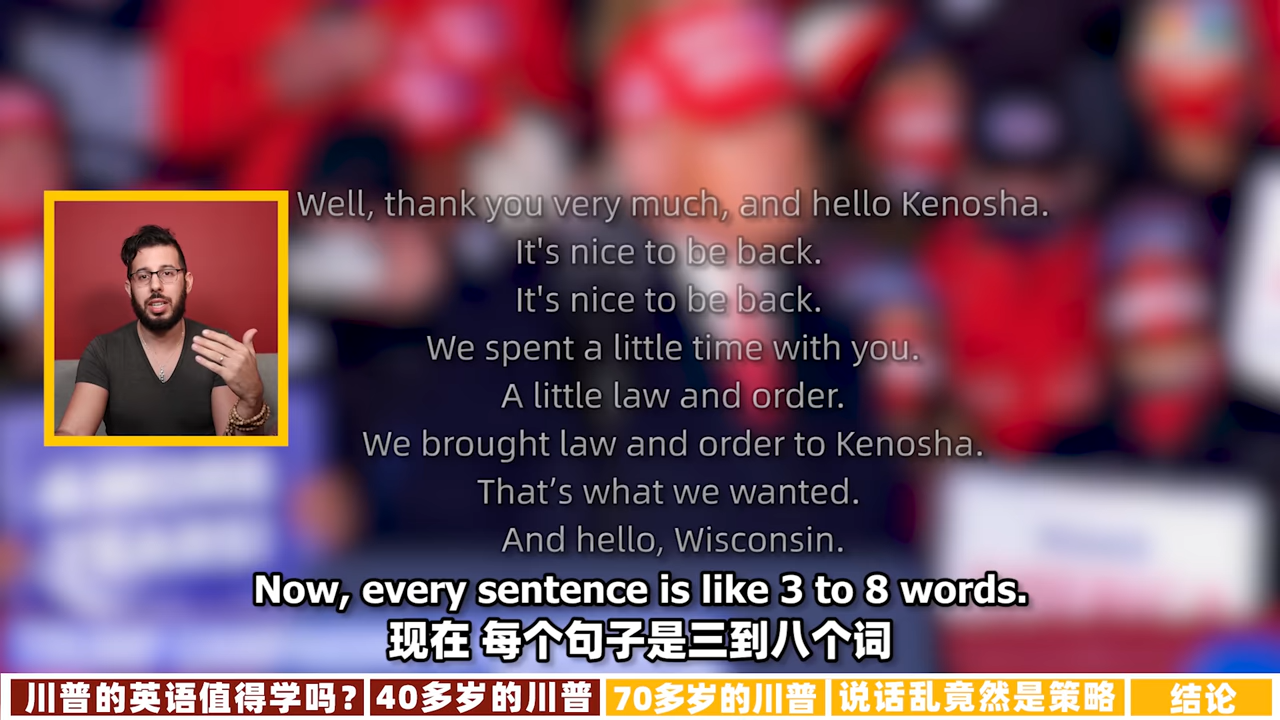 Well, thank you very much, and hello Kenosha.
It's nice to be back.
It's nice to be back.
We spent a little time with you.
A little law and order.
We brought law and order to Kenosha.
That’s what we wanted.
And hello, Wisconsin.
Now, every sentence is like 3 to 8 words.
现在 每个句子是三到八个词
川普的英语值得学吗?
40多岁的川普
70多岁的川普
说话乱竟然是策略
结论